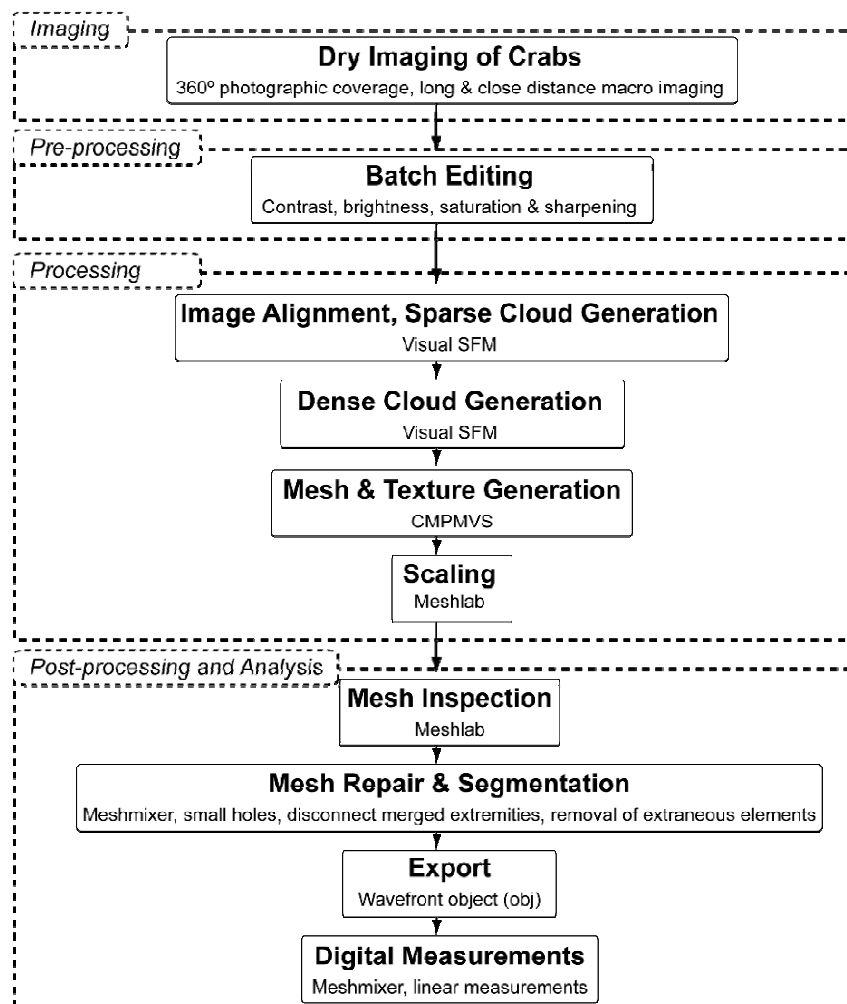 Imaging
Dry Imaging of Crabs
360º photographic coverage, long & close distance macro imaging
Pre-processing
Batch Editing
Contrast, brightness, saturation & sharpening
Processing
Image Alignment, Sparse Cloud Generation
Visual SFM
Dense Cloud Generation
Visual SFM
Mesh & Texture Generation
CMPMVS
Scaling
Meshlab
Post-processing and Analysis
Mesh Inspection
Meshlab
Mesh Repair & Segmentation
Meshmixer, small holes, disconnect merged extremities, removal of extraneous elements
Export
Wavefront object (obj)
Digital Measurements
Meshmixer, linear measurements